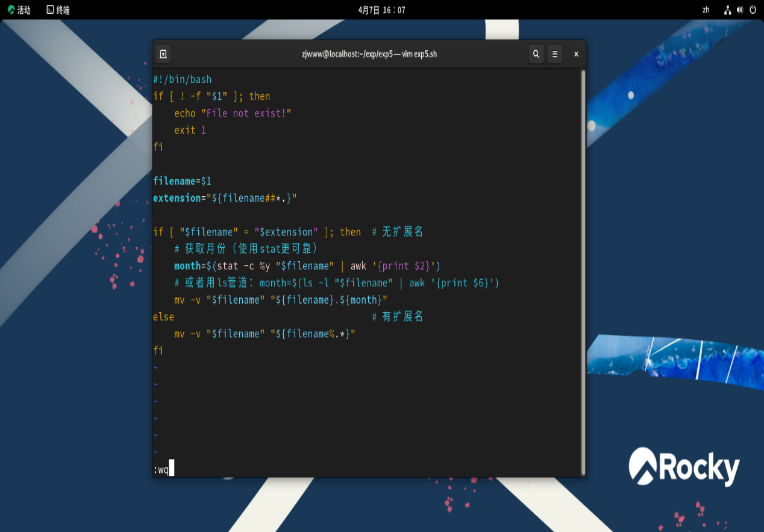 活动
终端
4月7日 16：07
zh
zjwww@localhost:~/exp/exp5 — vim exp5.sh
#!/bin/bash
if [ ! -f "$1" ]; then
    echo "File not exist!"
    exit 1
fi
filename=$1
extension="${filename##*.}"
if [ "$filename" = "$extension" ]; then  # 无扩展名
    # 获取月份（使用stat更可靠）
    month=$(stat -c %y "$filename" | awk '{print $2}')
    # 或者用ls管道：month=$(ls -l "$filename" | awk '{print $6}')
    mv -v "$filename" "${filename}.${month}"
else                                     # 有扩展名
    mv -v "$filename" "${filename%.*}"
fi
~
~
~
~
~
~
:wq
Rocky